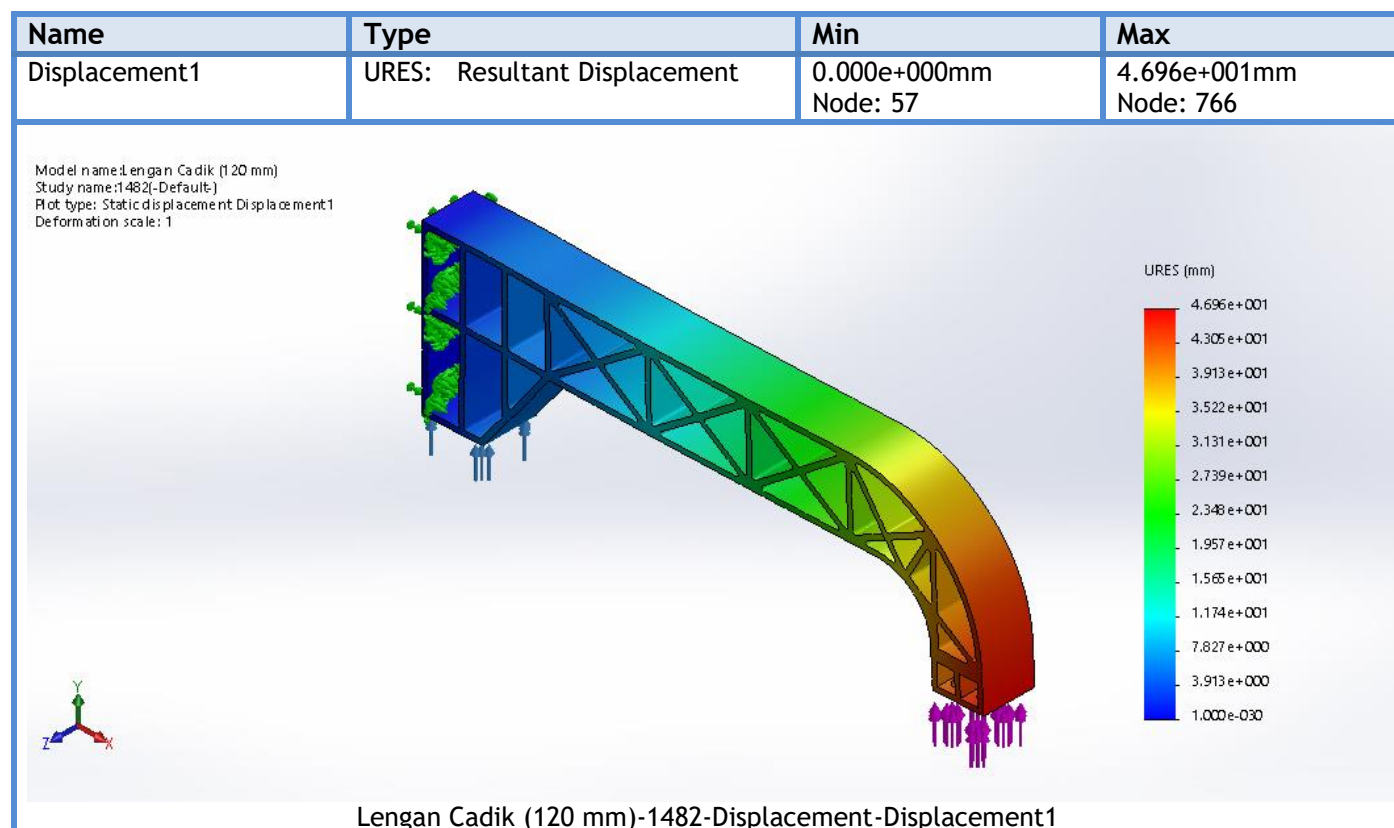 Name Type Min Max
Displacement1 URES: Resultant Displacement 0.000e+000mm 4.696e+001mm
Node: 57 Node: 766
Model name:Lengan Cadik (120 mm)
Study name:1482(-Default-)
Plot type: Static displacement Displacement1
Deformation scale: 1
URES (mm)
4.696e+001
4.305e+001
3.913e+001
3.522e+001
3.131e+001
2.739e+001
2.348e+001
1.957e+001
1.565e+001
1.174e+001
7.827e+000
3.913e+000
1.000e-030
Y
Z X
Lengan Cadik (120 mm)-1482-Displacement-Displacement1